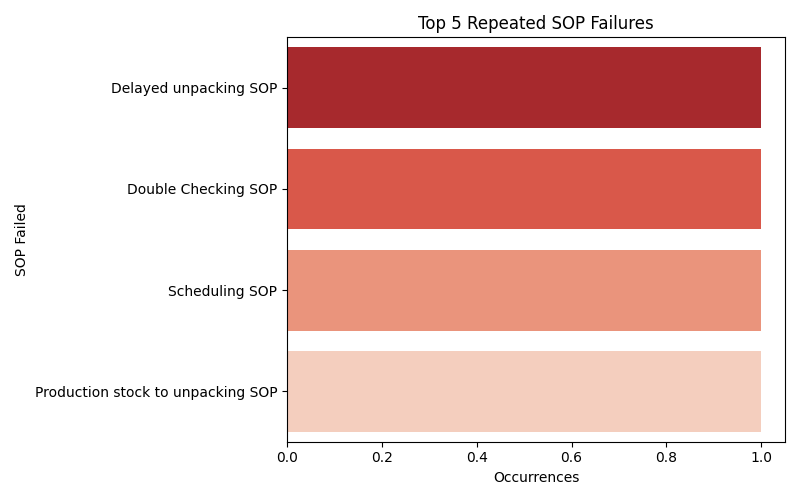 Top 5 Repeated SOP Failures
SOP Failed
Delayed unpacking SOP
Double Checking SOP
Scheduling SOP
Production stock to unpacking SOP
0.0 0.2 0.4 0.6 0.8 1.0
Occurrences